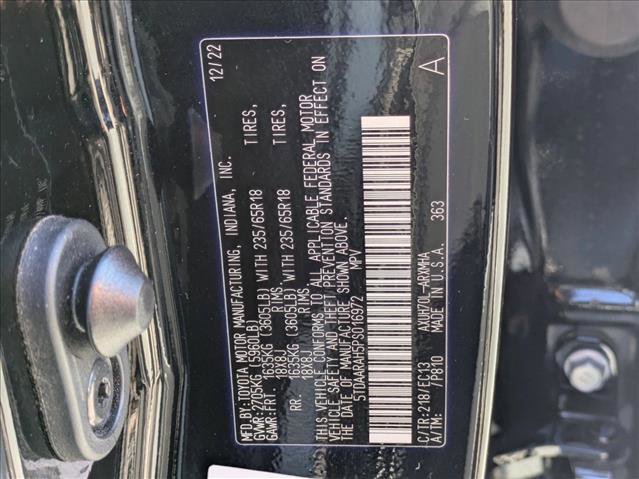 MFD.BY:TOYOTA MOTOR MANUFACTURING, INDIANA, INC. 12/22
GVWR:2705KG( 5960LB)
GAWR:FRT. 1635KG (3605LB) WITH 235/65R18 TIRES,
18X8J RIMS,
RR. 1635KG (3605LB) WITH 235/65R18 TIRES,
18X8J RIMS,
THIS VEHICLE CONFORMS TO ALL APPLICABLE FEDERAL MOTOR
VEHICLE SAFETY AND THEFT PREVENTION STANDARDS IN EFFECT ON
THE DATE OF MANUFACTURE SHOWN ABOVE.
5TDAARAH5PS016972 MPV
C/TR:218/EC13 AXUH70L-ARXMHA A
A/TM: /P810 MADE IN U.S.A. 363